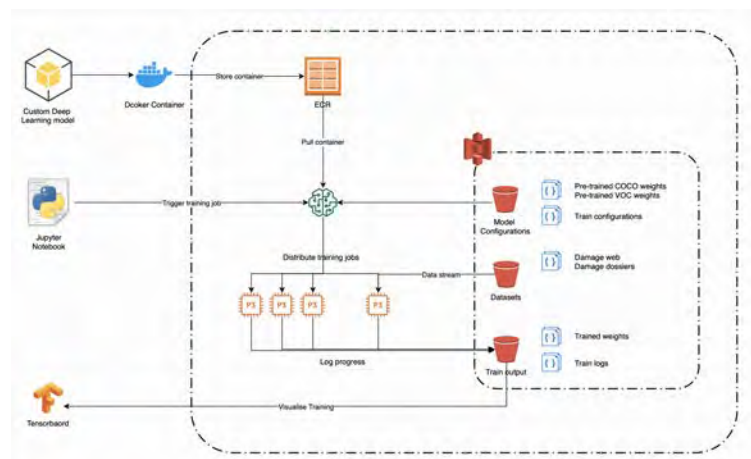 Custom Deep
Learning model
Dcoker Container
Store container
ECR
Pull container
Jupyter
Notebook
Trigger training job
Model
Configurations
Pre-trained COCO weights
Pre-trained VOC weights
Train configurations
Distribute training jobs
Data stream
Datasets
Damage web
Damage dossiers
P3
P3
P3
P3
Log progress
Train output
Trained weights
Train logs
Tensorbaord
Visualise Training